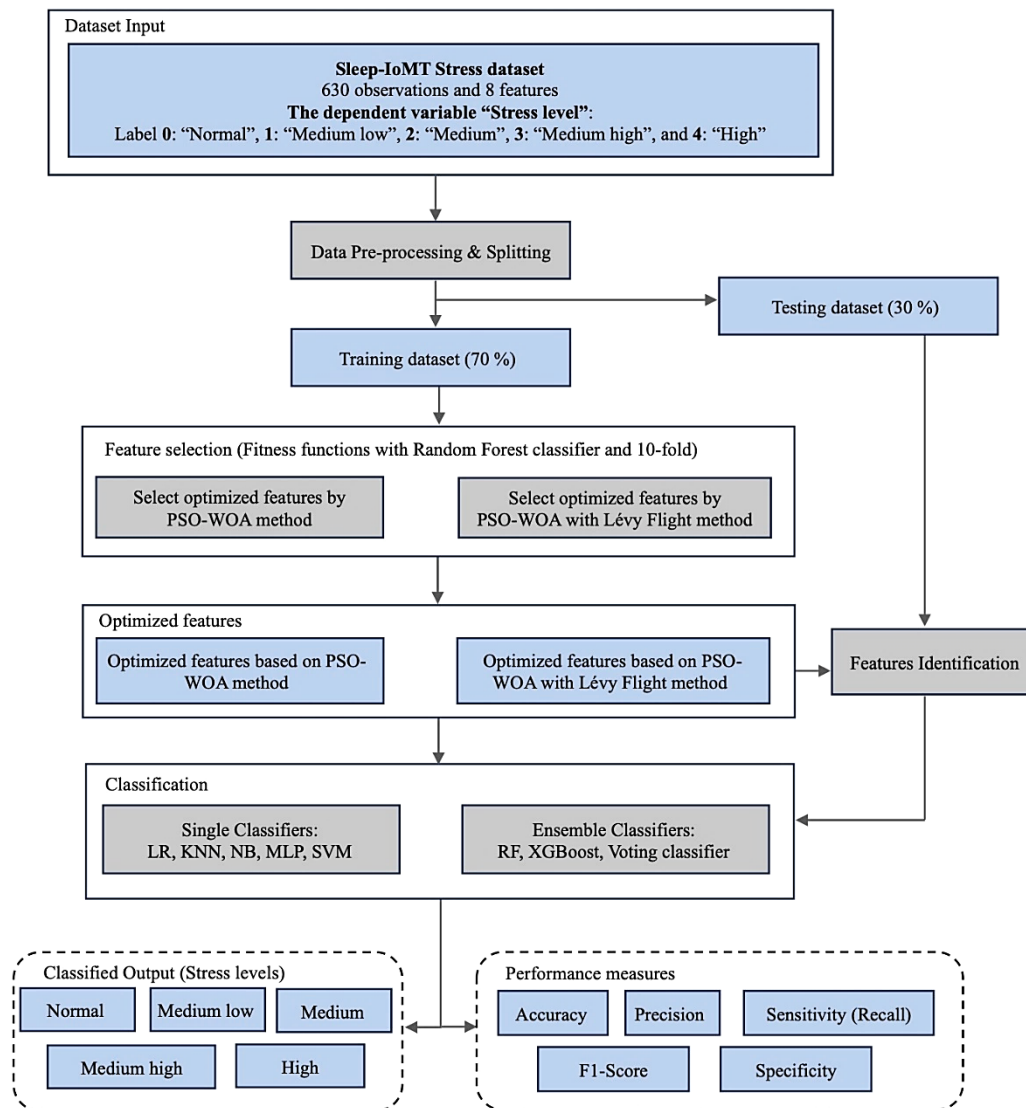 Dataset Input
Sleep-IoMT Stress dataset
630 observations and 8 features
The dependent variable “Stress level”:
Label 0: “Normal”, 1: “Medium low”, 2: “Medium”, 3: “Medium high”, and 4: “High”
Data Pre-processing & Splitting
Testing dataset (30 %)
Training dataset (70 %)
Feature selection (Fitness functions with Random Forest classifier and 10-fold)
Select optimized features by
PSO-WOA method
Select optimized features by
PSO-WOA with Lévy Flight method
Optimized features
Optimized features based on PSO-
WOA method
Optimized features based on PSO-
WOA with Lévy Flight method
Features Identification
Classification
Single Classifiers:
LR, KNN, NB, MLP, SVM
Ensemble Classifiers:
RF, XGBoost, Voting classifier
Classified Output (Stress levels)
Normal
Medium low
Medium
Medium high
High
Performance measures
Accuracy
Precision
Sensitivity (Recall)
F1-Score
Specificity